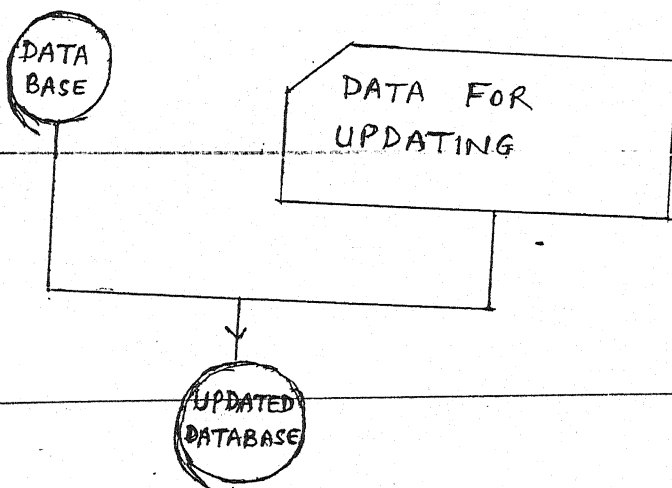 DATA
BASE
DATA FOR
UPDATING
UPDATED
DATABASE